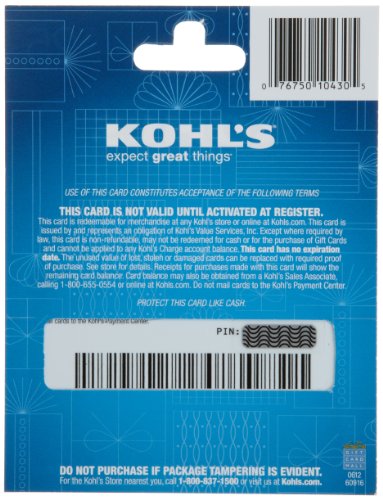 0 76750 10430 5
KOHL'S
expect great things
USE OF THIS CARD CONSTITUTES ACCEPTANCE OF THE FOLLOWING TERMS
THIS CARD IS NOT VALID UNTIL ACTIVATED AT REGISTER.
This card is redeemable for merchandise at any Kohl's store or online at Kohls.com. This card is
issued by and represents an obligation of Kohl's Value Services, Inc. Except where required by
law, this card is non-refundable, may not be redeemed for cash or for the purchase of Gift Cards
and cannot be applied to any Kohl's Charge account balance. This card has no expiration
date. The unused value of lost, stolen or damaged cards can be replaced with required proof
of purchase. See store for details. Receipts for purchases made with this card will show the
remaining card balance. Card balance may also be obtained from a Kohl's Sales Associate,
calling 1-800-655-0554 or online at Kohls.com. Do not mail cards to the Kohl's Payment Center.
PROTECT THIS CARD LIKE CASH.
ail cards to the Kohl's Payment Center.
PIN:
GIFT
CARD
MALL
0612
60916
DO NOT PURCHASE IF PACKAGE TAMPERING IS EVIDENT.
For the Kohl's Store nearest you, call 1-800-837-1500 or visit us at Kohls.com.